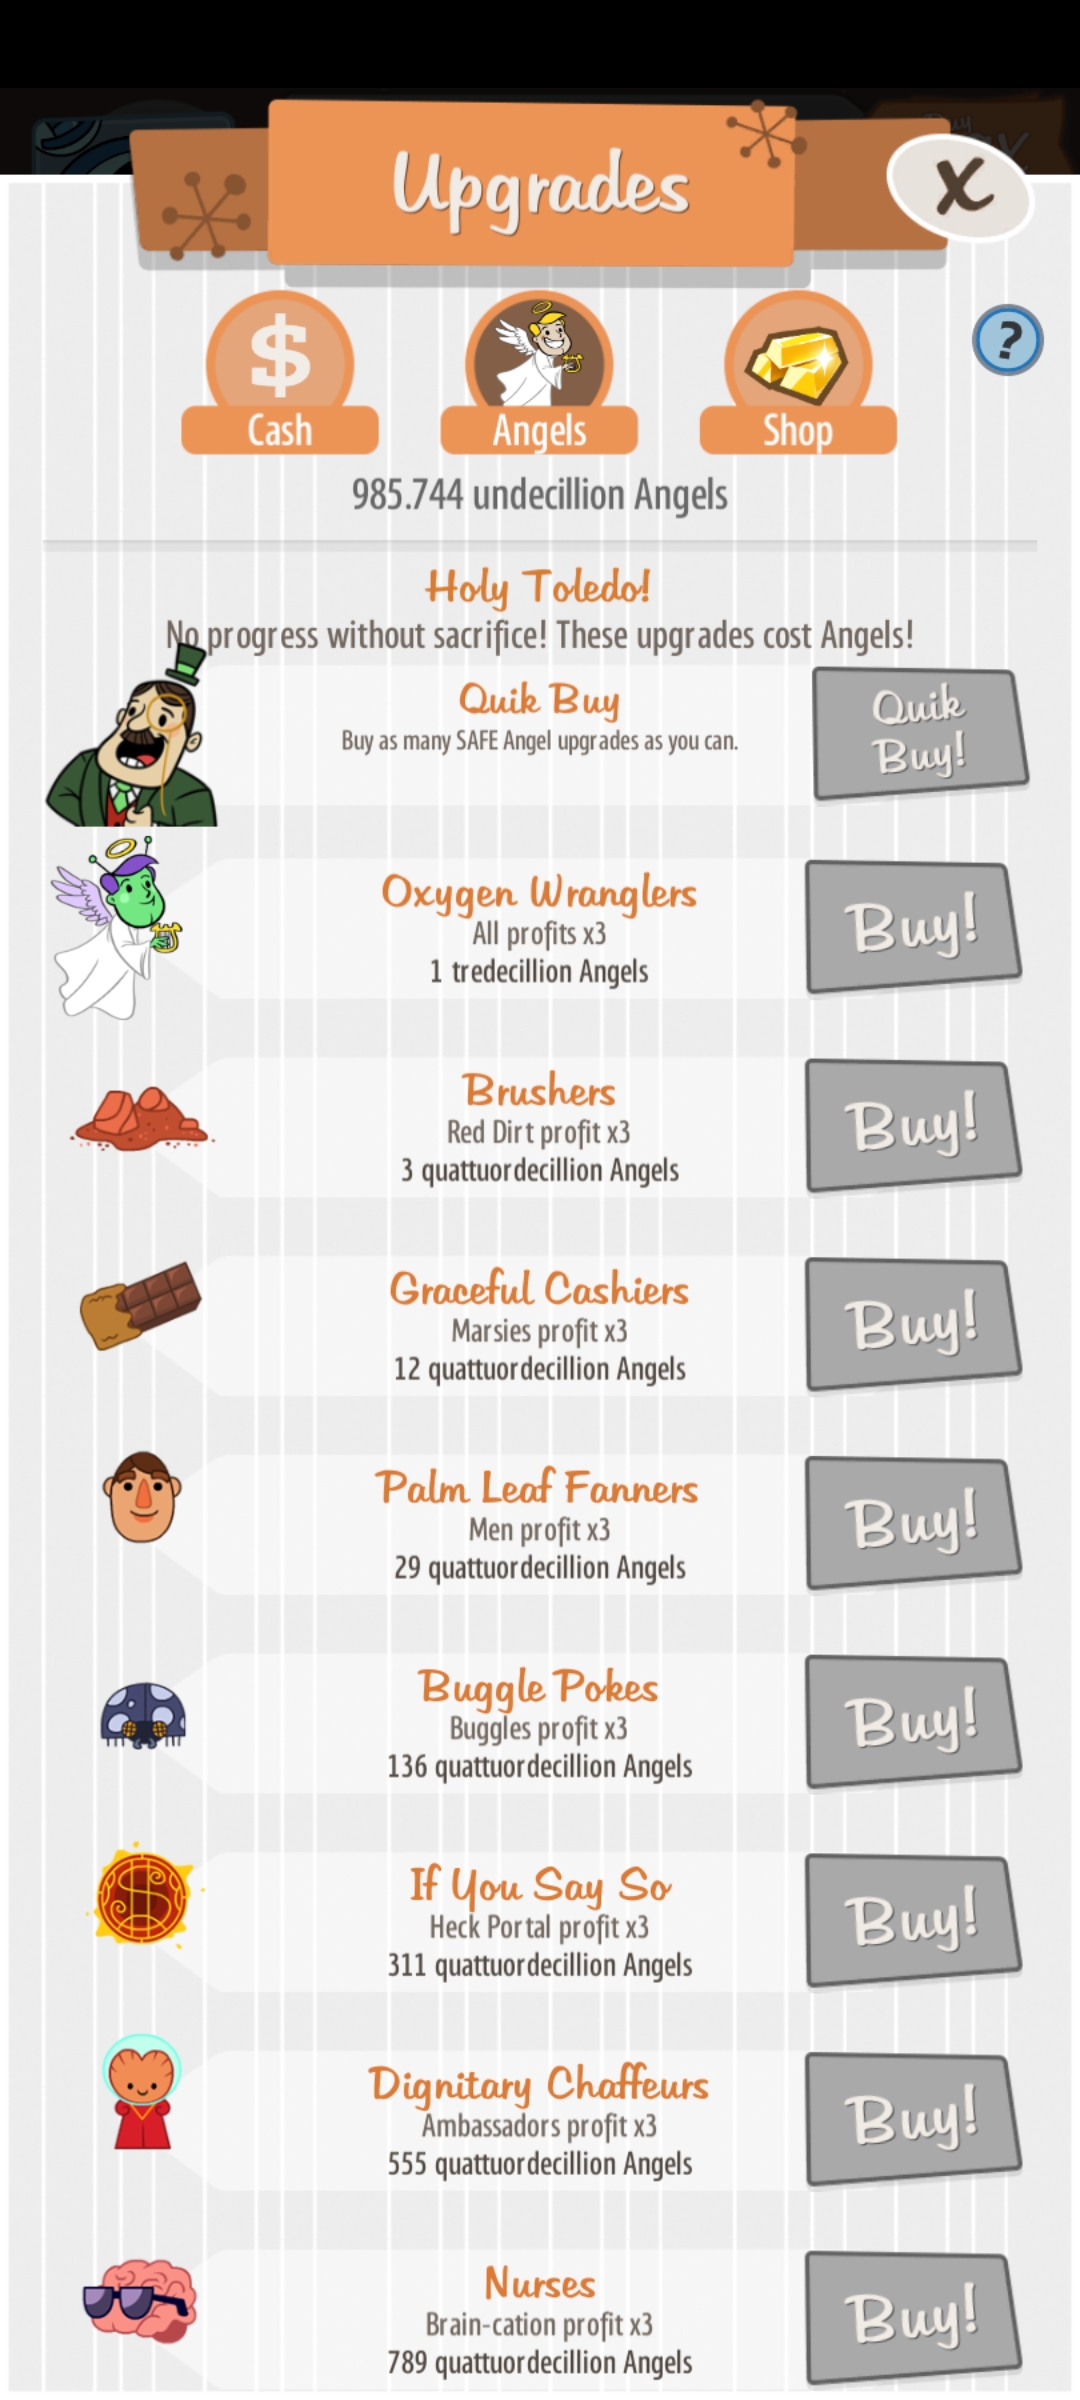 Upgrades
X
?
$
Cash
Angels
Shop
985.744 undecillion Angels
Holy Toledo!
No progress without sacrifice! These upgrades cost Angels!
Quik Buy
Buy as many SAFE Angel upgrades as you can.
Quik
Buy!
Oxygen Wranglers
All profits x3
1 tredecillion Angels
Buy!
Brushers
Red Dirt profit x3
3 quattuordecillion Angels
Buy!
Graceful Cashiers
Marsies profit x3
12 quattuordecillion Angels
Buy!
Palm Leaf Fanners
Men profit x3
29 quattuordecillion Angels
Buy!
Buggle Pokes
Buggles profit x3
136 quattuordecillion Angels
Buy!
If You Say So
Heck Portal profit x3
311 quattuordecillion Angels
Buy!
Dignitary Chaffeurs
Ambassadors profit x3
555 quattuordecillion Angels
Buy!
Nurses
Brain-cation profit x3
789 quattuordecillion Angels
Buy!